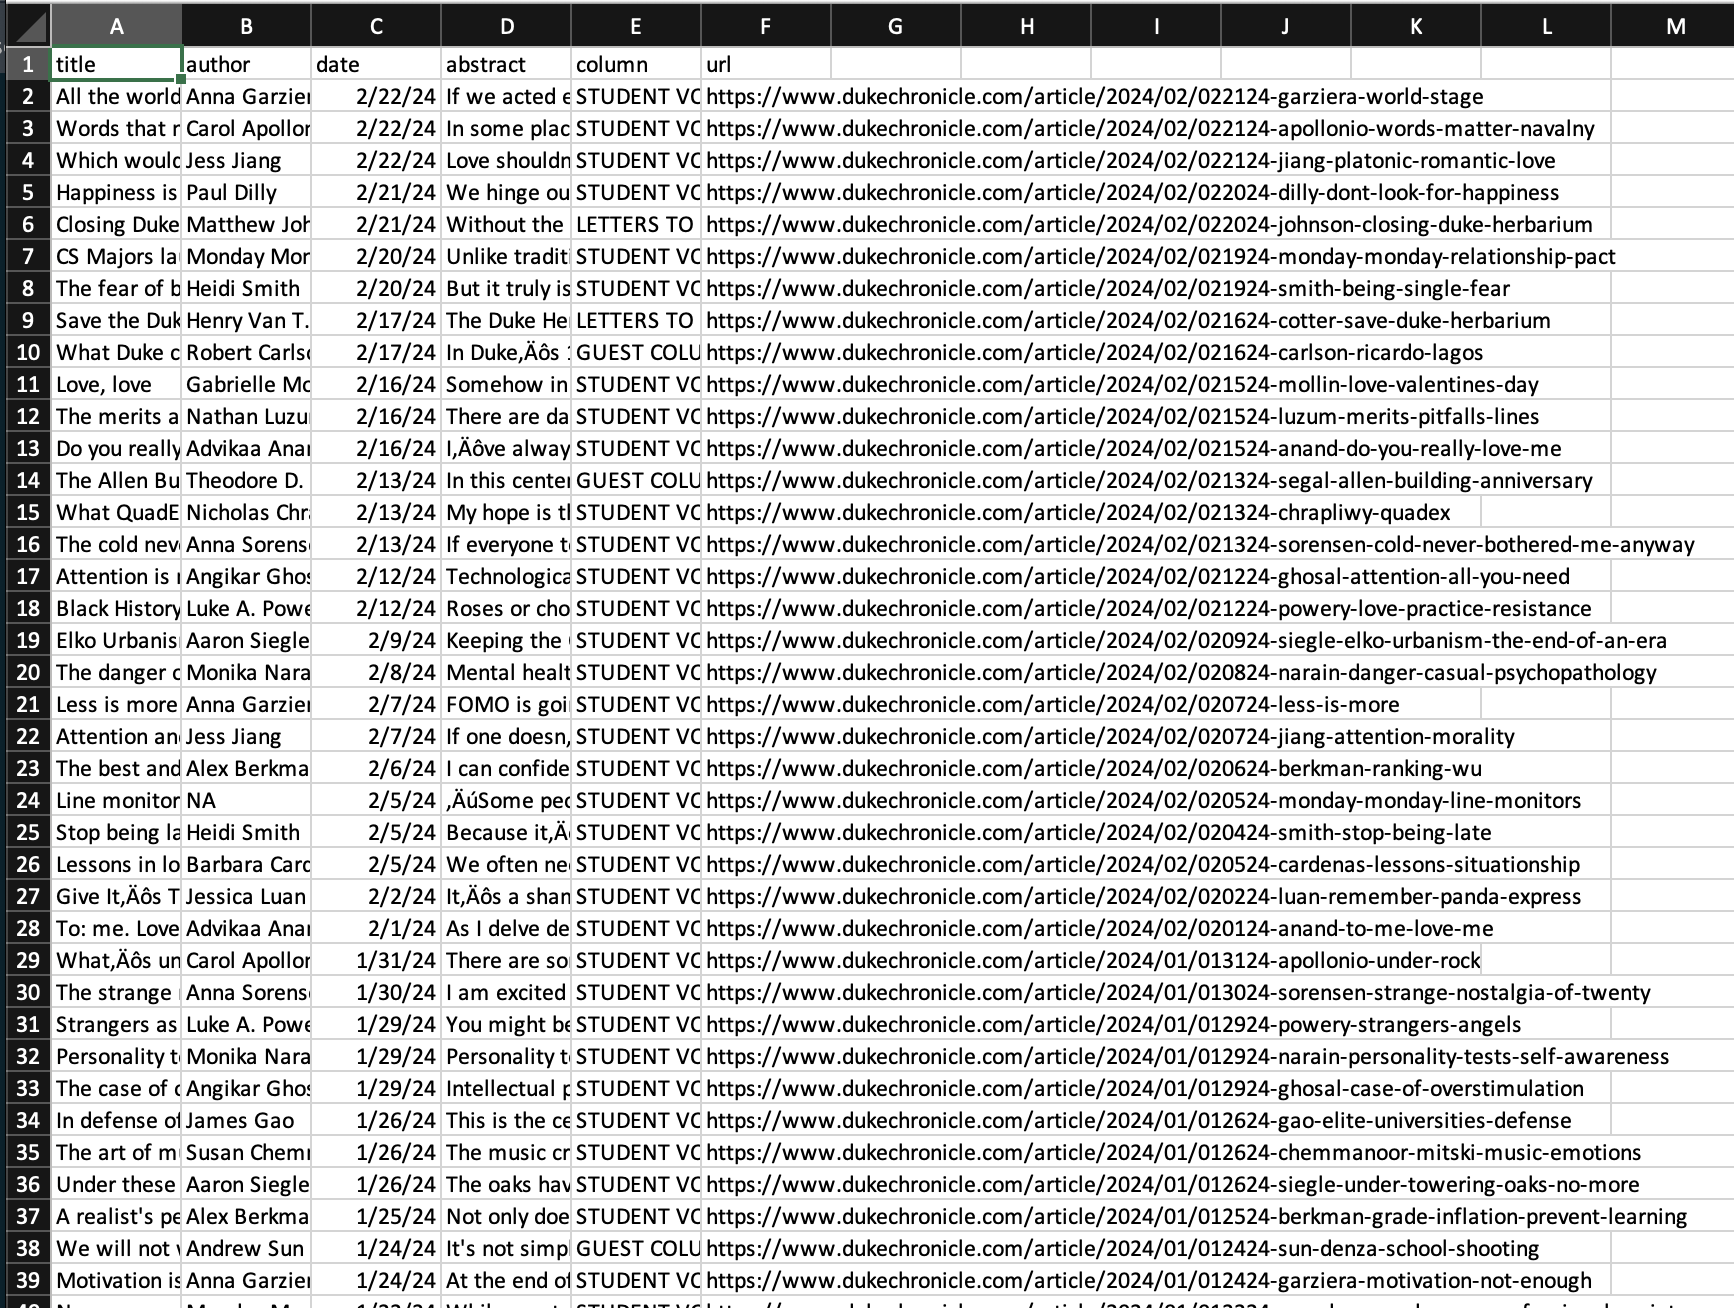 A B C D E F G H I J K L M
1 title author date abstract column url
2 All the world Anna Garzier 2/22/24 If we acted e STUDENT VC https://www.dukechronicle.com/article/2024/02/022124-garziera-world-stage
3 Words that r Carol Apollor 2/22/24 In some plac STUDENT VC https://www.dukechronicle.com/article/2024/02/022124-apollonio-words-matter-navalny
4 Which would Jess Jiang 2/22/24 Love shouldn STUDENT VC https://www.dukechronicle.com/article/2024/02/022124-jiang-platonic-romantic-love
5 Happiness is Paul Dilly 2/21/24 We hinge ou STUDENT VC https://www.dukechronicle.com/article/2024/02/022024-dilly-dont-look-for-happiness
6 Closing Duke Matthew Joh 2/21/24 Without the LETTERS TO https://www.dukechronicle.com/article/2024/02/022024-johnson-closing-duke-herbarium
7 CS Majors la Monday Mon 2/20/24 Unlike traditi STUDENT VC https://www.dukechronicle.com/article/2024/02/021924-monday-monday-relationship-pact
8 The fear of b Heidi Smith 2/20/24 But it truly is STUDENT VC https://www.dukechronicle.com/article/2024/02/021924-smith-being-single-fear
9 Save the Duk Henry Van T. 2/17/24 The Duke He LETTERS TO https://www.dukechronicle.com/article/2024/02/021624-cotter-save-duke-herbarium
10 What Duke c Robert Carlso 2/17/24 In Duke‚Äôs GUEST COLU https://www.dukechronicle.com/article/2024/02/021624-carlson-ricardo-lagos
11 Love, love Gabrielle Mo 2/16/24 Somehow in STUDENT VC https://www.dukechronicle.com/article/2024/02/021524-mollin-love-valentines-day
12 The merits a Nathan Luzu 2/16/24 There are da STUDENT VC https://www.dukechronicle.com/article/2024/02/021524-luzum-merits-pitfalls-lines
13 Do you really Advikaa Anan 2/16/24 I‚Äôve alway STUDENT VC https://www.dukechronicle.com/article/2024/02/021524-anand-do-you-really-love-me
14 The Allen Bu Theodore D. 2/13/24 In this center GUEST COLU https://www.dukechronicle.com/article/2024/02/021324-segal-allen-building-anniversary
15 What QuadE Nicholas Chra 2/13/24 My hope is th STUDENT VC https://www.dukechronicle.com/article/2024/02/021324-chrapliwy-quadex
16 The cold neve Anna Sorens 2/13/24 If everyone t STUDENT VC https://www.dukechronicle.com/article/2024/02/021324-sorensen-cold-never-bothered-me-anyway
17 Attention is Angikar Ghos 2/12/24 Technologica STUDENT VC https://www.dukechronicle.com/article/2024/02/021224-ghosal-attention-all-you-need
18 Black History Luke A. Powe 2/12/24 Roses or cho STUDENT VC https://www.dukechronicle.com/article/2024/02/021224-powery-love-practice-resistance
19 Elko Urbanis Aaron Siegle 2/9/24 Keeping the STUDENT VC https://www.dukechronicle.com/article/2024/02/020924-siegle-elko-urbanism-the-end-of-an-era
20 The danger o Monika Nara 2/8/24 Mental healt STUDENT VC https://www.dukechronicle.com/article/2024/02/020824-narain-danger-casual-psychopathology
21 Less is more Anna Garzier 2/7/24 FOMO is goi STUDENT VC https://www.dukechronicle.com/article/2024/02/020724-less-is-more
22 Attention and Jess Jiang 2/7/24 If one doesn‚ STUDENT VC https://www.dukechronicle.com/article/2024/02/020724-jiang-attention-morality
23 The best and Alex Berkma 2/6/24 I can confide STUDENT VC https://www.dukechronicle.com/article/2024/02/020624-berkman-ranking-wu
24 Line monitor NA 2/5/24 ‚ÄúSome peo STUDENT VC https://www.dukechronicle.com/article/2024/02/020524-monday-monday-line-monitors
25 Stop being la Heidi Smith 2/5/24 Because it‚Ä STUDENT VC https://www.dukechronicle.com/article/2024/02/020424-smith-stop-being-late
26 Lessons in lo Barbara Card 2/5/24 We often nee STUDENT VC https://www.dukechronicle.com/article/2024/02/020524-cardenas-lessons-situationship
27 Give It‚Äôs T Jessica Luan 2/2/24 It‚Äôs a sham STUDENT VC https://www.dukechronicle.com/article/2024/02/020224-luan-remember-panda-express
28 To: me. Love Advikaa Anan 2/1/24 As I delve de STUDENT VC https://www.dukechronicle.com/article/2024/02/020124-anand-to-me-love-me
29 What‚Äôs un Carol Apollor 1/31/24 There are so STUDENT VC https://www.dukechronicle.com/article/2024/01/013124-apollonio-under-rock
30 The strange Anna Sorens 1/30/24 I am excited STUDENT VC https://www.dukechronicle.com/article/2024/01/013024-sorensen-strange-nostalgia-of-twenty
31 Strangers as Luke A. Powe 1/29/24 You might be STUDENT VC https://www.dukechronicle.com/article/2024/01/012924-powery-strangers-angels
32 Personality te Monika Nara 1/29/24 Personality te STUDENT VC https://www.dukechronicle.com/article/2024/01/012924-narain-personality-tests-self-awareness
33 The case of o Angikar Ghos 1/29/24 Intellectual p STUDENT VC https://www.dukechronicle.com/article/2024/01/012924-ghosal-case-of-overstimulation
34 In defense of James Gao 1/26/24 This is the ce STUDENT VC https://www.dukechronicle.com/article/2024/01/012624-gao-elite-universities-defense
35 The art of m Susan Chemm 1/26/24 The music cr STUDENT VC https://www.dukechronicle.com/article/2024/01/012624-chemmanoor-mitski-music-emotions
36 Under these Aaron Siegle 1/26/24 The oaks hav STUDENT VC https://www.dukechronicle.com/article/2024/01/012624-siegle-under-towering-oaks-no-more
37 A realist's pe Alex Berkma 1/25/24 Not only doe STUDENT VC https://www.dukechronicle.com/article/2024/01/012524-berkman-grade-inflation-prevent-learning
38 We will not Andrew Sun 1/24/24 It's not simpl GUEST COLU https://www.dukechronicle.com/article/2024/01/012424-sun-denza-school-shooting
39 Motivation is Anna Garzier 1/24/24 At the end of STUDENT VC https://www.dukechronicle.com/article/2024/01/012424-garziera-motivation-not-enough